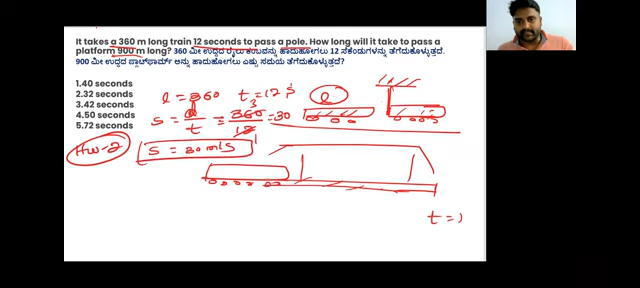 It takes a 360 m long train 12 seconds to pass a pole. How long will it take to pass a
platform 900 m long? 360 ಮೀ ಉದ್ದದ ರೈಲು ಕಂಬವನ್ನು ಹಾದುಹೋಗಲು 12 ಸೆಕೆಂಡುಗಳನ್ನು ತೆಗೆದುಕೊಳ್ಳುತ್ತದೆ.
900 ಮೀ ಉದ್ದದ ಪ್ಲಾಟ್‌ಫಾರ್ಮ್ ಅನ್ನು ಹಾದುಹೋಗಲು ಎಷ್ಟು ಸಮಯ ತೆಗೆದುಕೊಳ್ಳುತ್ತದೆ?
1.40 seconds
2.32 seconds
3.42 seconds
4.50 seconds
5.72 seconds
l = 360 t = 12 s
s = d/t = 360/12 = 30
HW-2
S = 30 m/s
l
t =